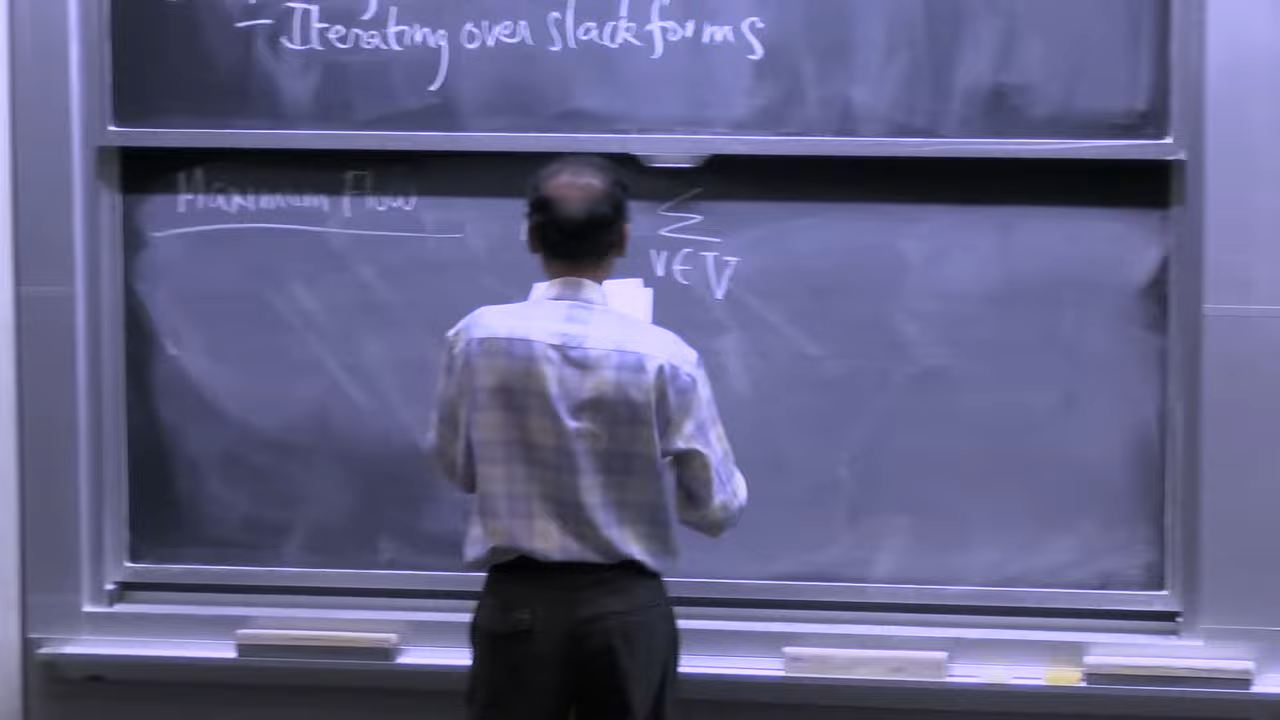 - Iterating over slack forms
Maximum Flow
Σ
v∈V